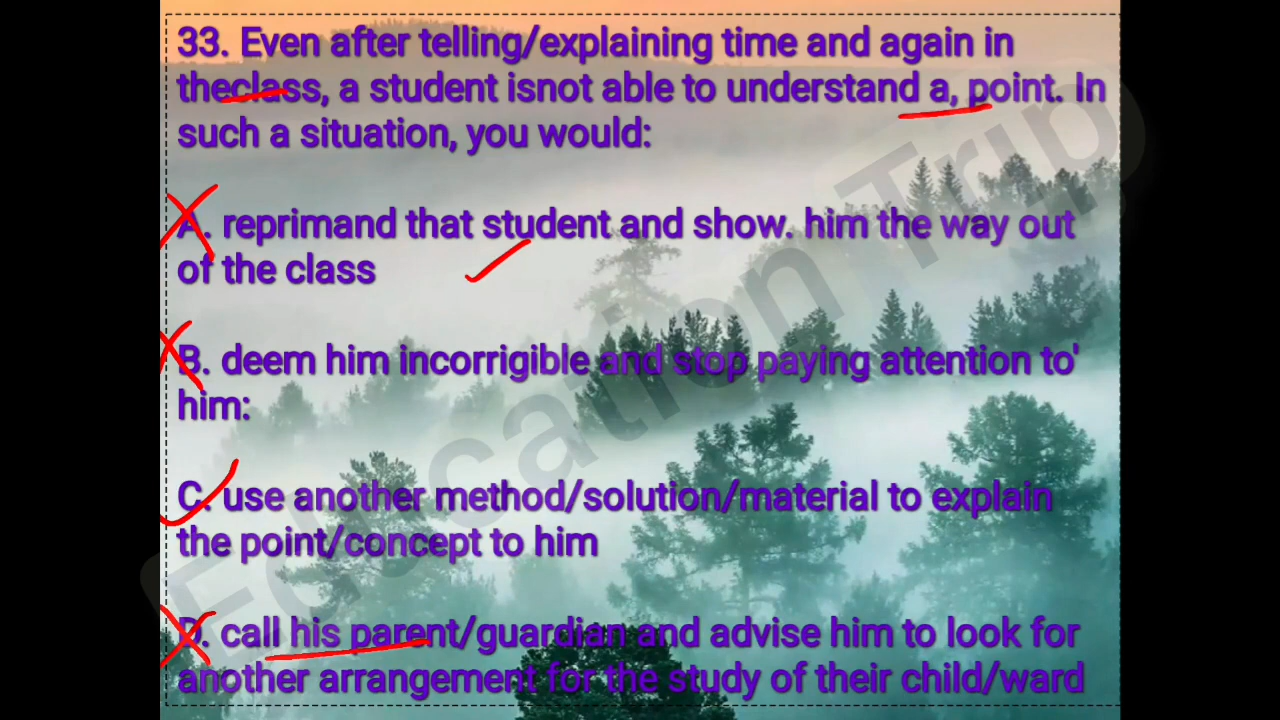 33. Even after telling/explaining time and again in
theclass, a student isnot able to understand a, point. In
such a situation, you would:
A. reprimand that student and show. him the way out
of the class
B. deem him incorrigible and stop paying attention to'
him:
C. use another method/solution/material to explain
the point/concept to him
D. call his parent/guardian and advise him to look for
another arrangement for the study of their child/ward
Education Trip